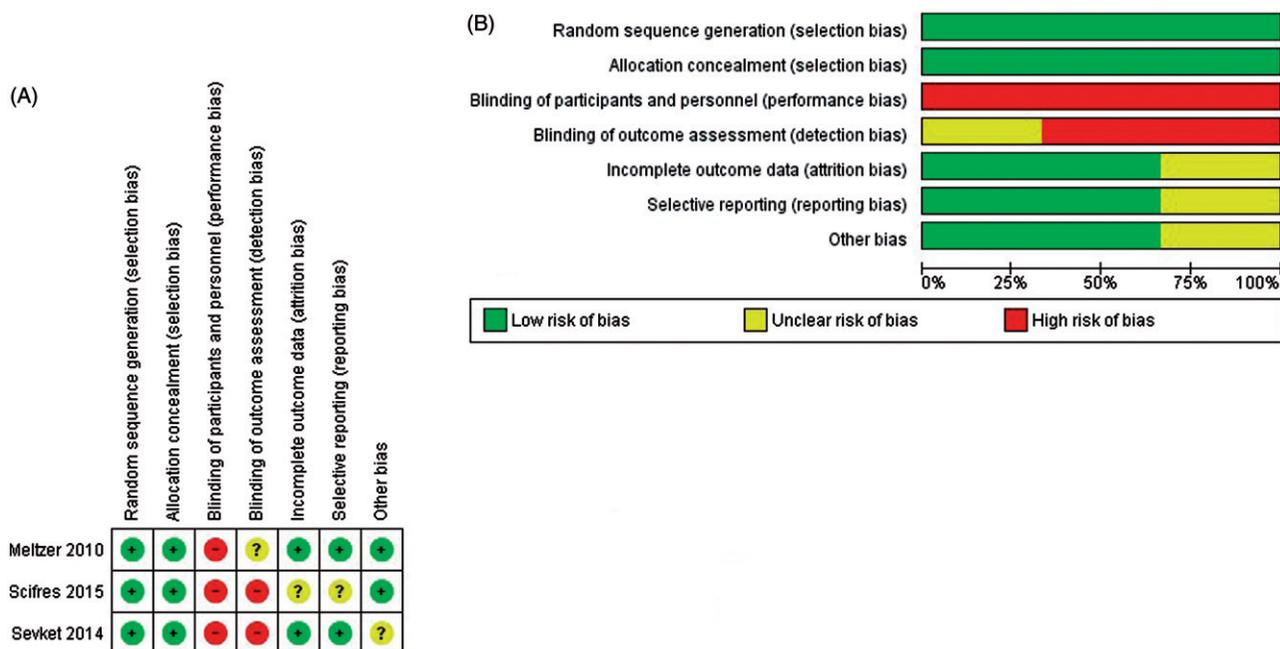 (A)
Random sequence generation (selection bias)
Allocation concealment (selection bias)
Blinding of participants and personnel (performance bias)
Blinding of outcome assessment (detection bias)
Incomplete outcome data (attrition bias)
Selective reporting (reporting bias)
Other bias
Meltzer 2010 + + - ? + + +
Scifres 2015 + + - - ? ? +
Sevket 2014 + + - - + + ?
(B)
Random sequence generation (selection bias)
Allocation concealment (selection bias)
Blinding of participants and personnel (performance bias)
Blinding of outcome assessment (detection bias)
Incomplete outcome data (attrition bias)
Selective reporting (reporting bias)
Other bias
0% 25% 50% 75% 100%
Low risk of bias Unclear risk of bias High risk of bias